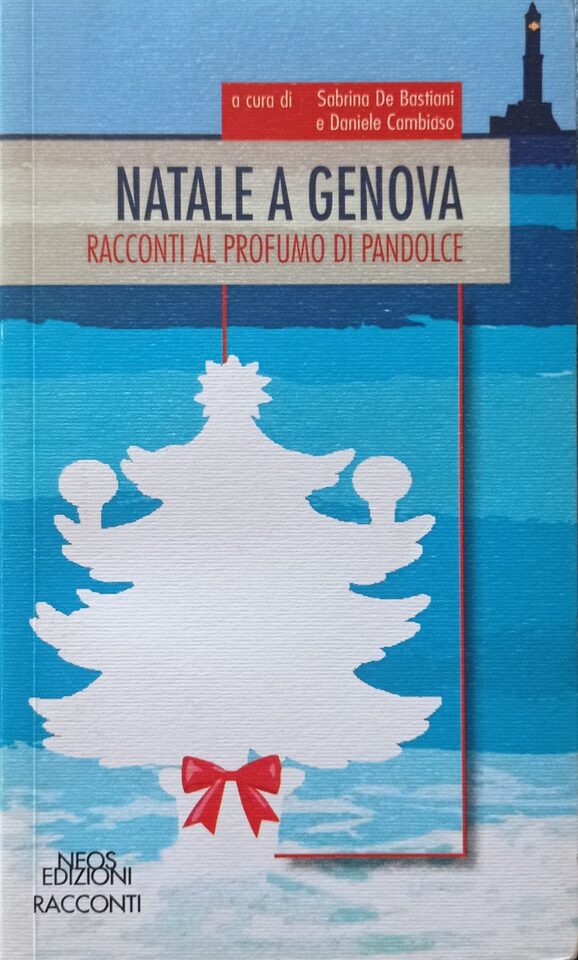 a cura di Sabrina De Bastiani
e Daniele Cambiaso
NATALE A GENOVA
RACCONTI AL PROFUMO DI PANDOLCE
NEOS
EDIZIONI
RACCONTI